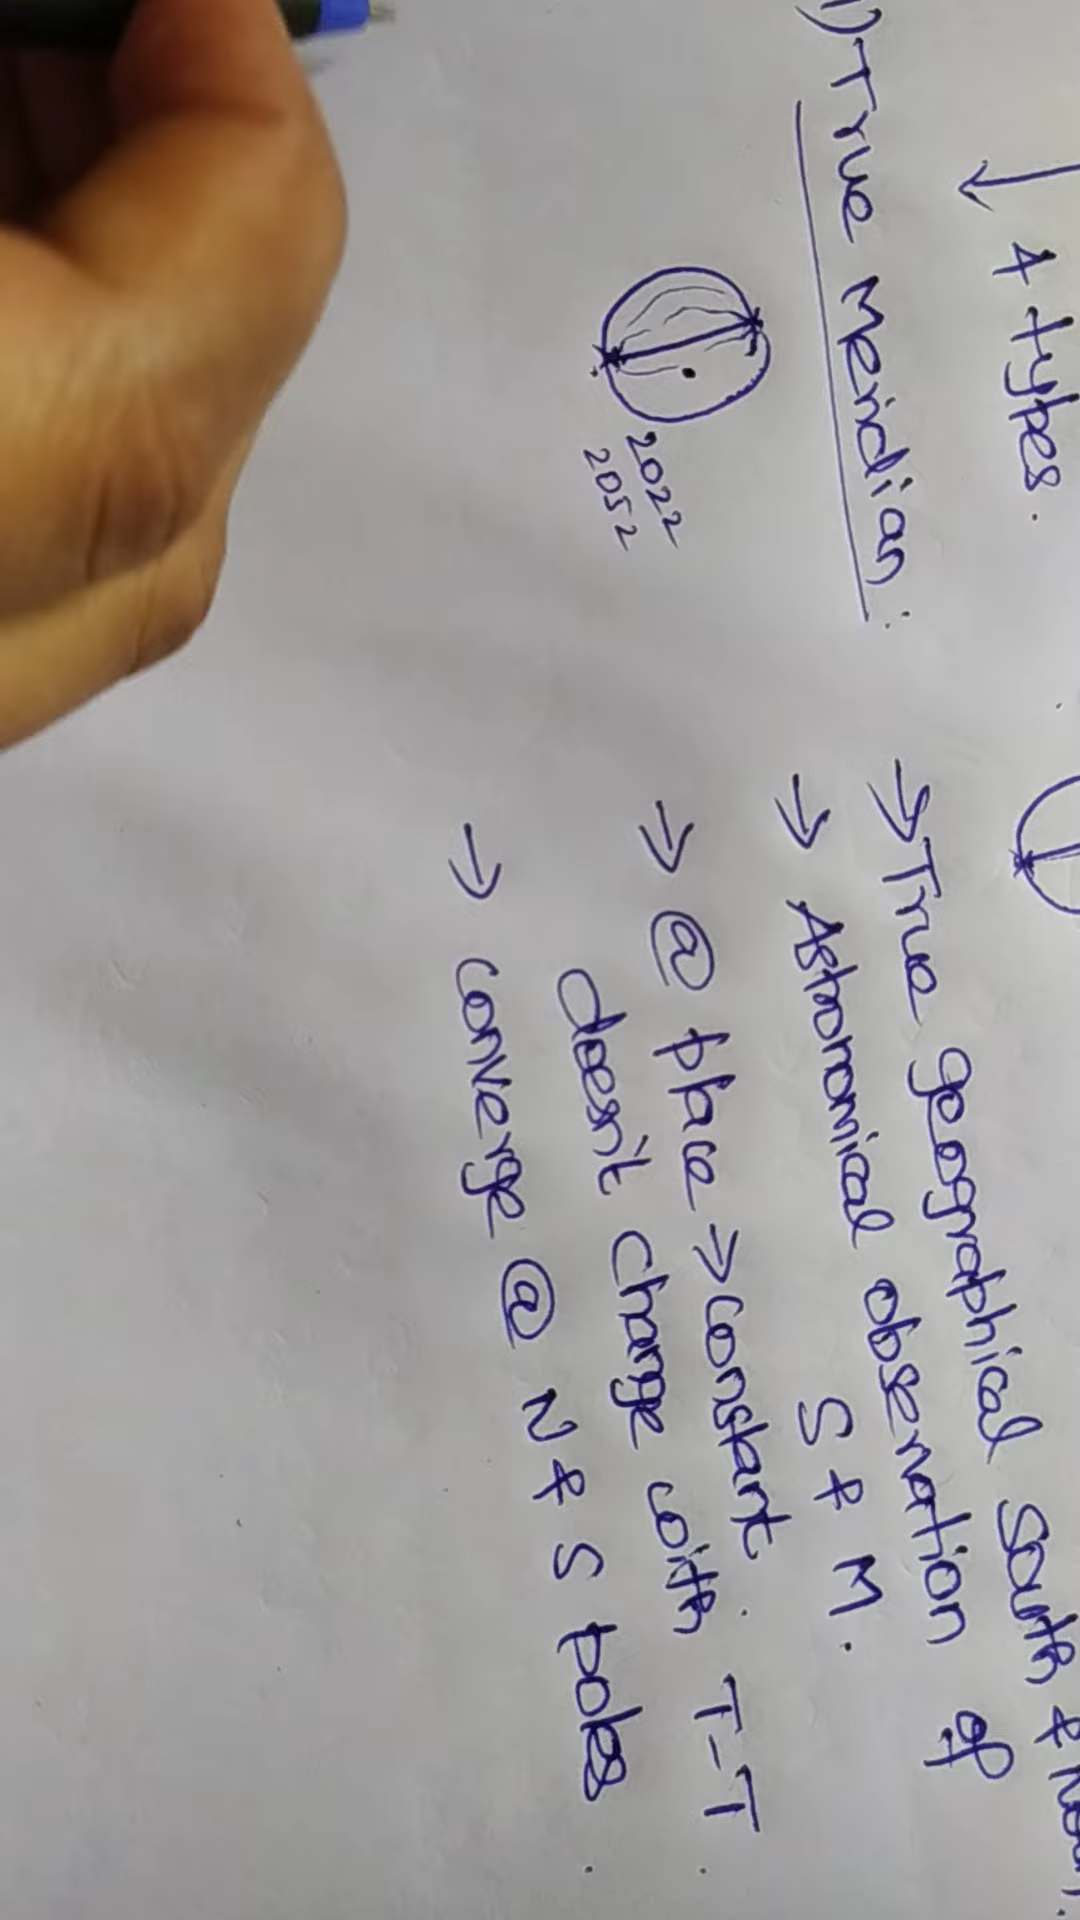 4 types.
1) True Meridian:
→ True geographical South & Nor
→ Astronomical observation of
S & M.
→ @ place → constant.
doesn't change with T-T.
→ converge @ N & S poles.
2022
2052